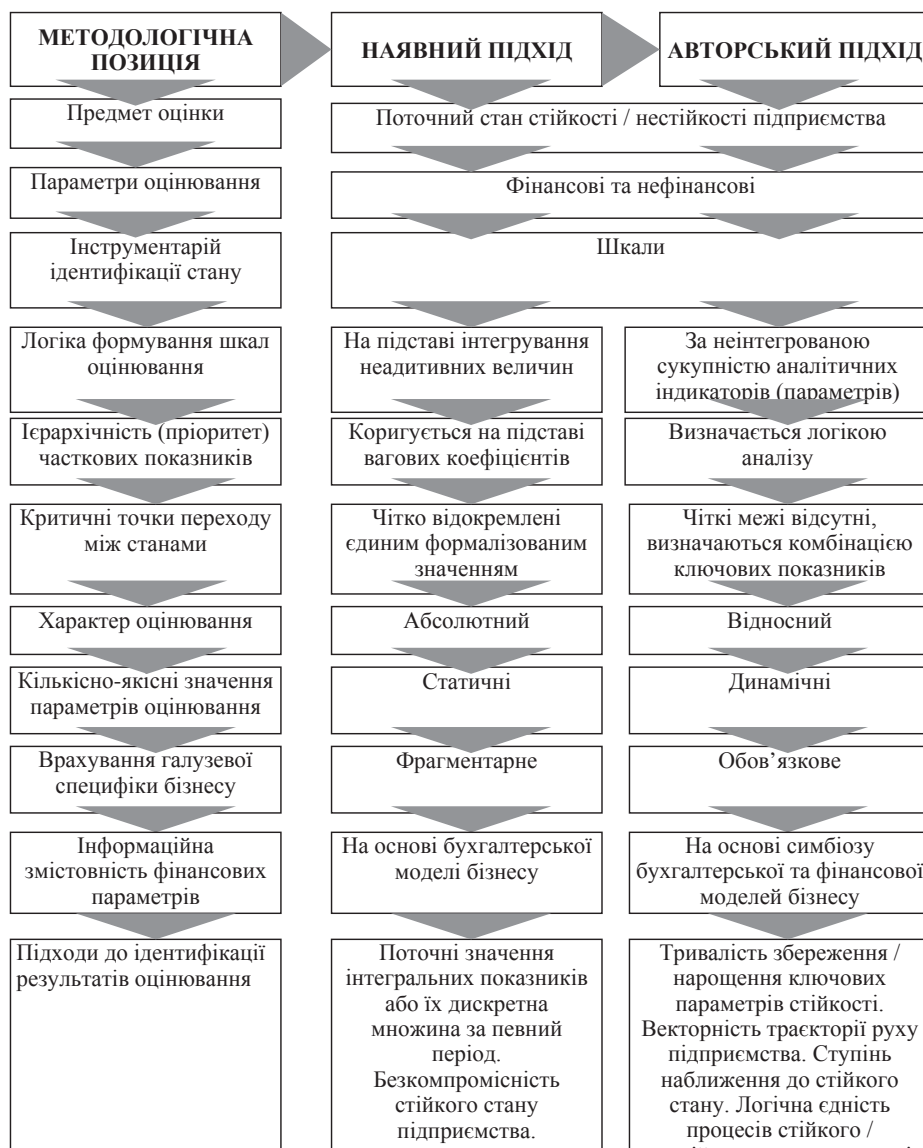 МЕТОДОЛОГІЧНА
ПОЗИЦІЯ
НАЯВНИЙ ПІДХІД
АВТОРСЬКИЙ ПІДХІД
Предмет оцінки
Поточний стан стійкості / нестійкості підприємства
Параметри оцінювання
Фінансові та нефінансові
Інструментарій
ідентифікації стану
Шкали
Логіка формування шкал
оцінювання
На підставі інтегрування
неадитивних величин
За неінтегрованою
сукупністю аналітичних
індикаторів (параметрів)
Ієрархічність (пріоритет)
часткових показників
Коригується на підставі
вагових коефіцієнтів
Визначається логікою
аналізу
Критичні точки переходу
між станами
Чітко відокремлені
єдиним формалізованим
значенням
Чіткі межі відсутні,
визначаються комбінацією
ключових показників
Характер оцінювання
Абсолютний
Відносний
Кількісно-якісні значення
параметрів оцінювання
Статичні
Динамічні
Врахування галузевої
специфіки бізнесу
Фрагментарне
Обов’язкове
Інформаційна
змістовність фінансових
параметрів
На основі бухгалтерської
моделі бізнесу
На основі симбіозу
бухгалтерської та фінансової
моделей бізнесу
Підходи до ідентифікації
результатів оцінювання
Поточні значення
інтегральних показників
або їх дискретна
множина за певний
період.
Безкомпромісність
стійкого стану
підприємства.
Тривалість збереження /
нарощення ключових
параметрів стійкості.
Векторність траєкторії руху
підприємства. Ступінь
наближення до стійкого
стану. Логічна єдність
процесів стійкого /